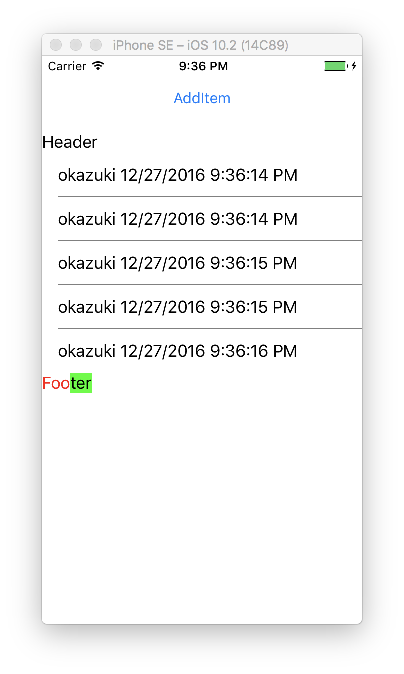 iPhone SE – iOS 10.2 (14C89)
Carrier 9:36 PM
AddItem
Header
okazuki 12/27/2016 9:36:14 PM
okazuki 12/27/2016 9:36:14 PM
okazuki 12/27/2016 9:36:15 PM
okazuki 12/27/2016 9:36:15 PM
okazuki 12/27/2016 9:36:16 PM
Footer